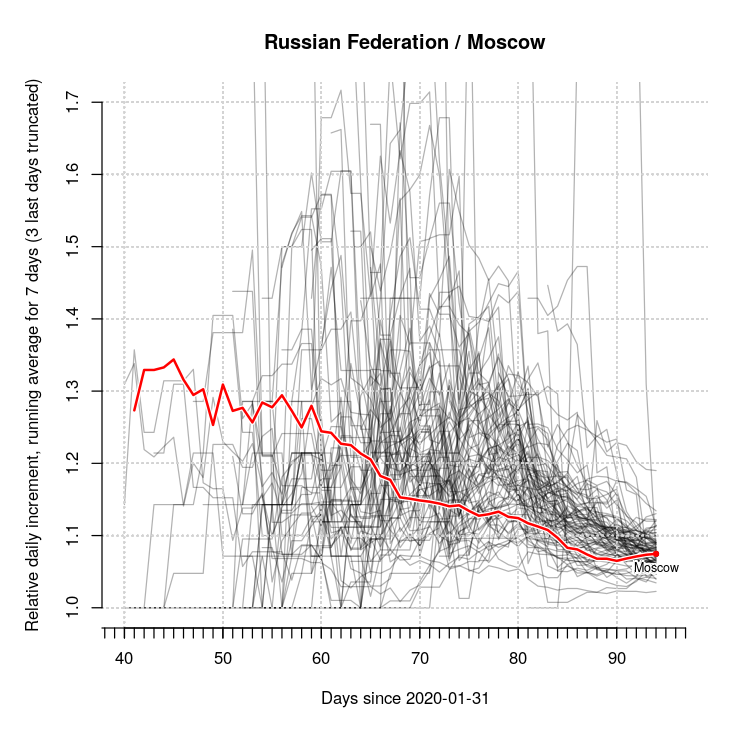 Russian Federation / Moscow
Relative daily increment, running average for 7 days (3 last days truncated)
1.7
1.6
1.5
1.4
1.3
1.2
1.1
1.0
Moscow
40 50 60 70 80 90
Days since 2020-01-31